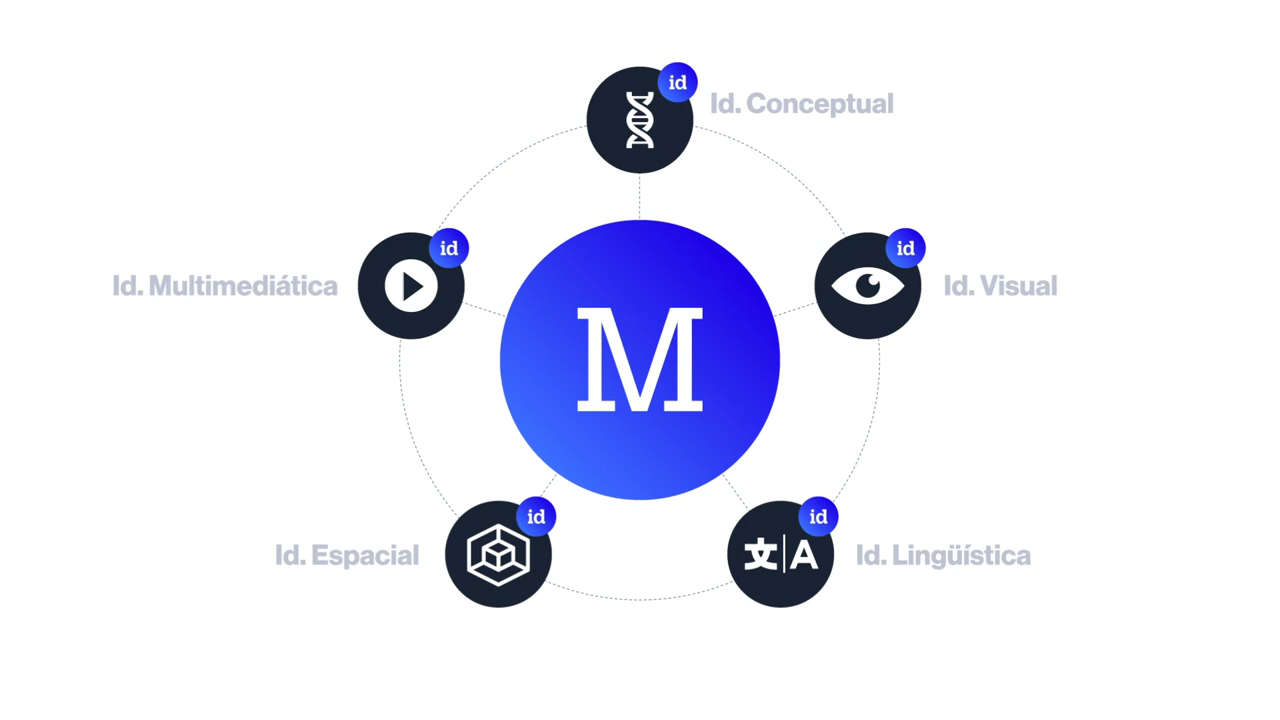 id
Id. Conceptual
id
Id. Multimediática
id
Id. Visual
M
id
Id. Espacial
id
文|A
Id. Lingüística